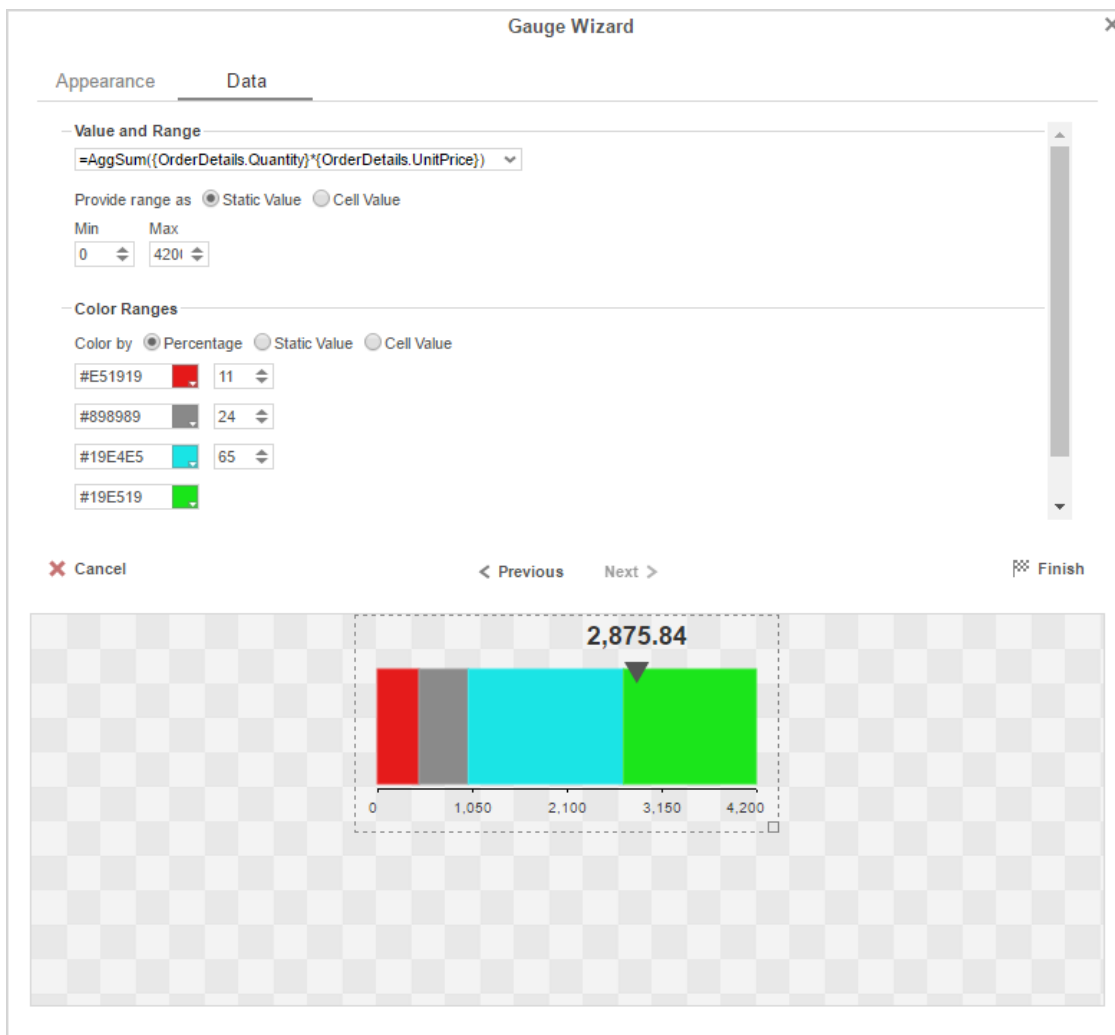 Gauge Wizard
Appearance Data
Value and Range
=AggSum({OrderDetails.Quantity}*{OrderDetails.UnitPrice})
Provide range as Static Value Cell Value
Min Max
0 420
Color Ranges
Color by Percentage Static Value Cell Value
#E51919 11
#898989 24
#19E4E5 65
#19E519
Cancel < Previous Next > Finish
2,875.84
0 1,050 2,100 3,150 4,200